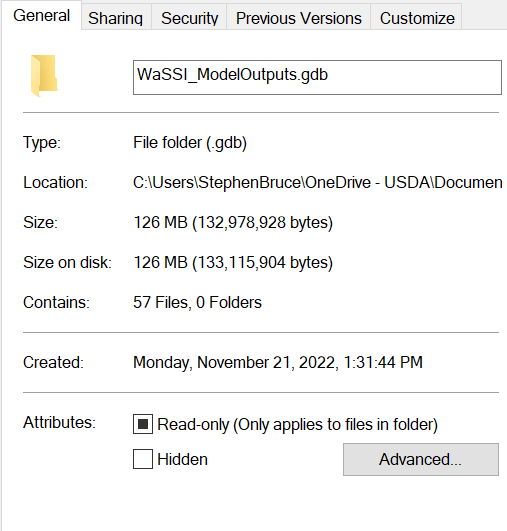 General Sharing Security Previous Versions Customize
WaSSI_ModelOutputs.gdb
Type: File folder (.gdb)
Location: C:\Users\StephenBruce\OneDrive - USDA\Documen
Size: 126 MB (132,978,928 bytes)
Size on disk: 126 MB (133,115,904 bytes)
Contains: 57 Files, 0 Folders
Created: Monday, November 21, 2022, 1:31:44 PM
Attributes: Read-only (Only applies to files in folder)
Hidden Advanced...